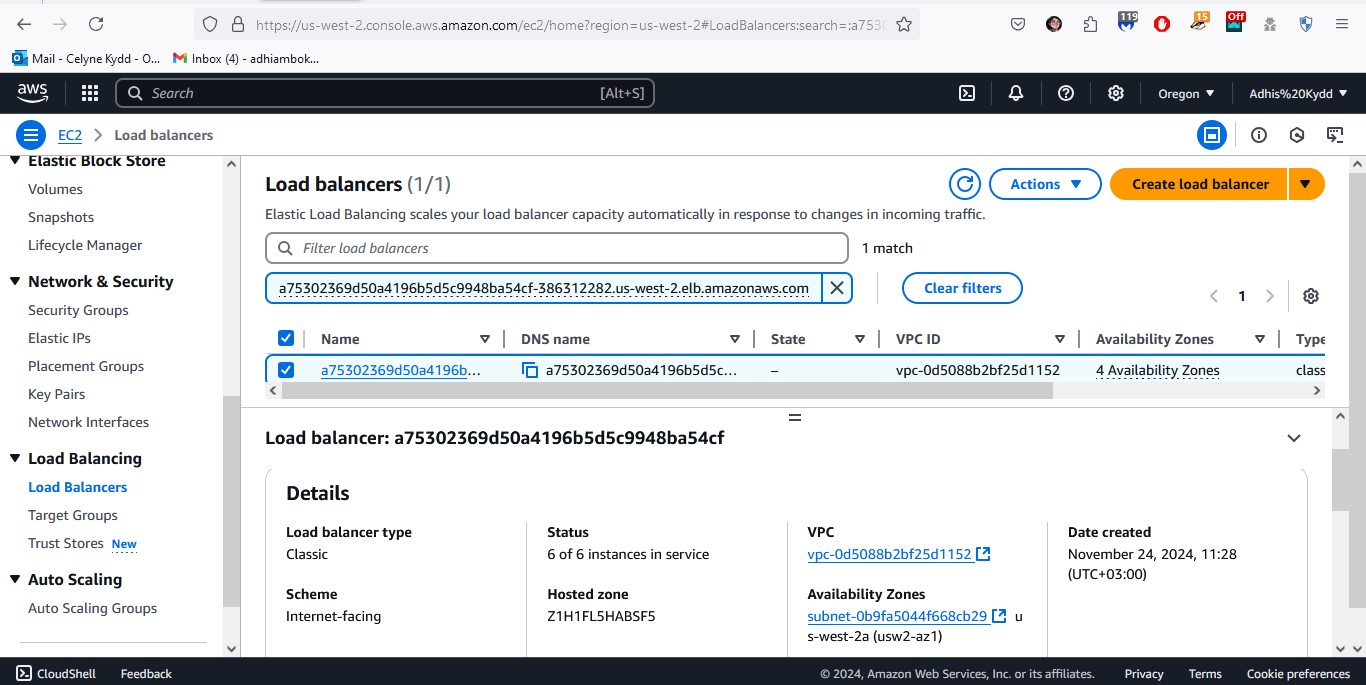 https://us-west-2.console.aws.amazon.com/ec2/home?region=us-west-2#LoadBalancers:search=:a7530
119
15
Off
Mail - Celyne Kydd - O...
Inbox (4) - adhiambok...
aws
Search
[Alt+S]
Oregon
Adhis%20Kydd
EC2
Load balancers
Elastic Block Store
Volumes
Snapshots
Lifecycle Manager
Network & Security
Security Groups
Elastic IPs
Placement Groups
Key Pairs
Network Interfaces
Load Balancing
Load Balancers
Target Groups
Trust Stores New
Auto Scaling
Auto Scaling Groups
Load balancers (1/1)
Actions
Create load balancer
Elastic Load Balancing scales your load balancer capacity automatically in response to changes in incoming traffic.
Filter load balancers
1 match
a75302369d50a4196b5d5c9948ba54cf-386312282.us-west-2.elb.amazonaws.com
Clear filters
1
Name
DNS name
State
VPC ID
Availability Zones
Type
a75302369d50a4196b...
a75302369d50a4196b5d5c...
–
vpc-0d5088b2bf25d1152
4 Availability Zones
class
Load balancer: a75302369d50a4196b5d5c9948ba54cf
Details
Load balancer type
Classic
Status
6 of 6 instances in service
VPC
vpc-0d5088b2bf25d1152
Date created
November 24, 2024, 11:28
(UTC+03:00)
Scheme
Internet-facing
Hosted zone
Z1H1FL5HABSF5
Availability Zones
subnet-0b9fa5044f668cb29 u
s-west-2a (usw2-az1)
CloudShell
Feedback
© 2024, Amazon Web Services, Inc. or its affiliates.
Privacy
Terms
Cookie preferences